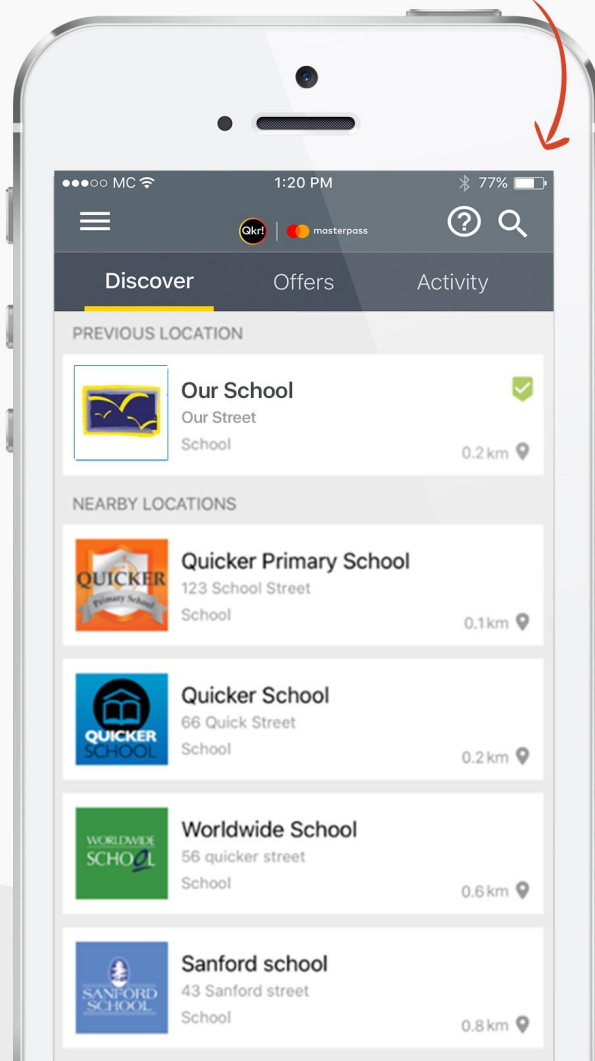 MC 1:20 PM 77%
Qkr! masterpass
Discover Offers Activity
PREVIOUS LOCATION
Our School
Our Street
School
0.2 km
NEARBY LOCATIONS
QUICKER
Primary School
Quicker Primary School
123 School Street
School
0.1 km
QUICKER
SCHOOL
Quicker School
66 Quick Street
School
0.2 km
WORLDWIDE
SCHOOL
Worldwide School
56 quicker street
School
0.6 km
SANFORD
SCHOOL
Sanford school
43 Sanford street
School
0.8 km